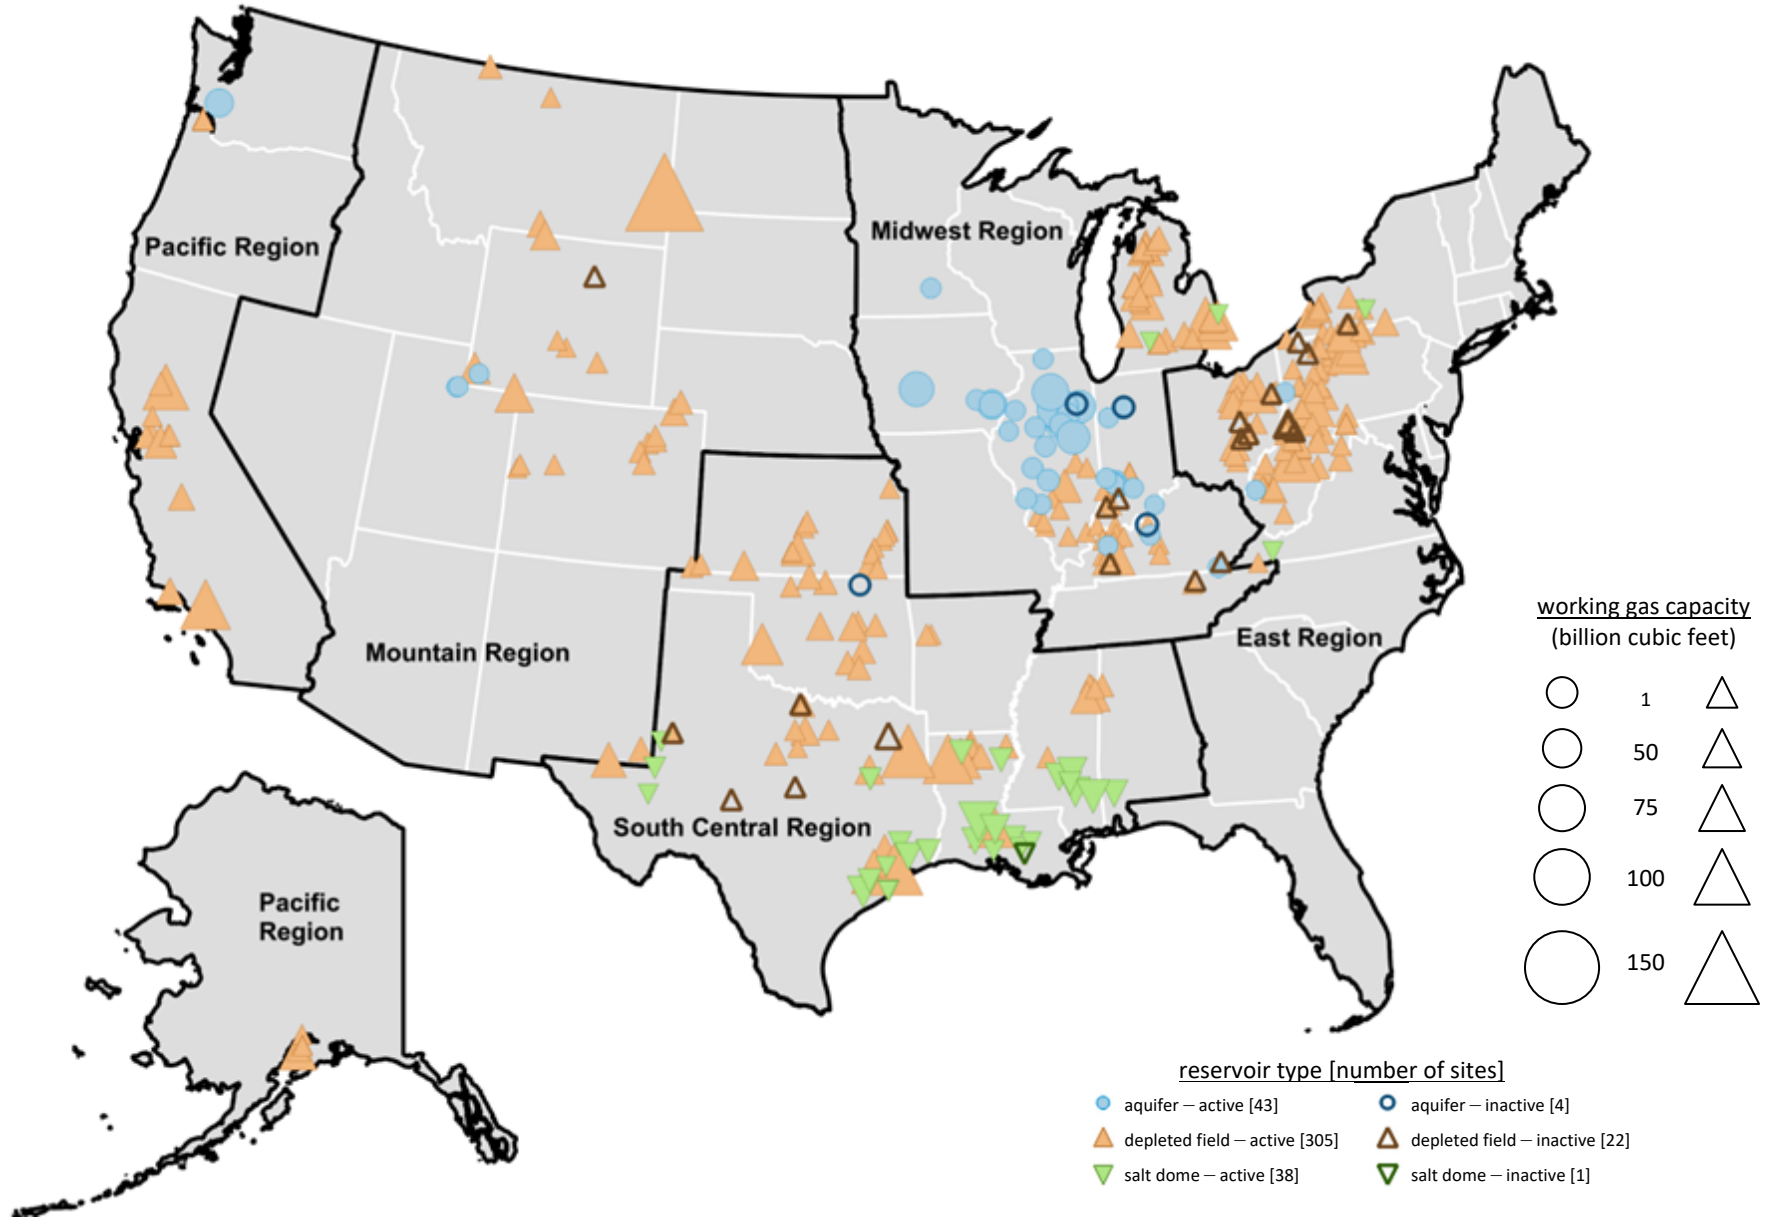 Pacific Region
Midwest Region
Mountain Region
East Region
South Central Region
Pacific
Region
working gas capacity
(billion cubic feet)
1
50
75
100
150
reservoir type [number of sites]
aquifer – active [43]
aquifer – inactive [4]
depleted field – active [305]
depleted field – inactive [22]
salt dome – active [38]
salt dome – inactive [1]